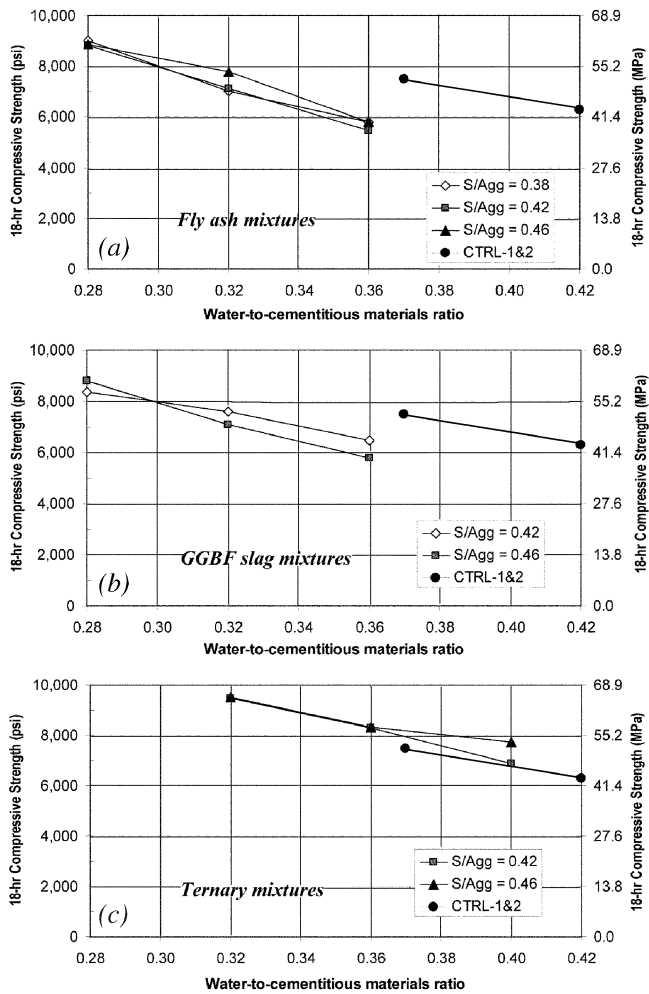 10,000
8,000
6,000
4,000
2,000
0
18-hr Compressive Strength (psi)
68.9
55.2
41.4
27.6
13.8
0.0
18-hr Compressive Strength (MPa)
S/Agg = 0.38
S/Agg = 0.42
S/Agg = 0.46
CTRL-1&2
Fly ash mixtures
(a)
0.28 0.30 0.32 0.34 0.36 0.38 0.40 0.42
Water-to-cementitious materials ratio
10,000
8,000
6,000
4,000
2,000
0
18-hr Compressive Strength (psi)
68.9
55.2
41.4
27.6
13.8
0.0
18-hr Compressive Strength (MPa)
S/Agg = 0.42
S/Agg = 0.46
CTRL-1&2
GGBF slag mixtures
(b)
0.28 0.30 0.32 0.34 0.36 0.38 0.40 0.42
Water-to-cementitious materials ratio
10,000
8,000
6,000
4,000
2,000
0
18-hr Compressive Strength (psi)
68.9
55.2
41.4
27.6
13.8
0.0
18-hr Compressive Strength (MPa)
S/Agg = 0.42
S/Agg = 0.46
CTRL-1&2
Ternary mixtures
(c)
0.28 0.30 0.32 0.34 0.36 0.38 0.40 0.42
Water-to-cementitious materials ratio